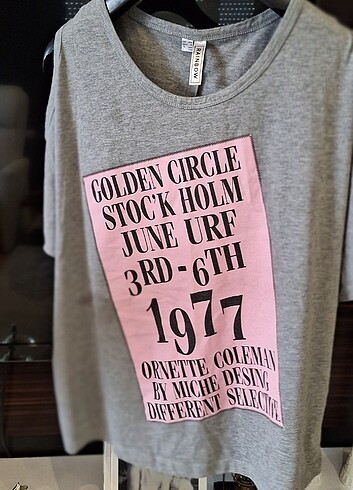 RAINBOW
GOLDEN CIRCLE
STOC'K HOLM
JUNE URF
3RD-6TH
1977
ORNETTE COLEMAN
BY MICHE DESING
DIFFERENT SELECTIVE